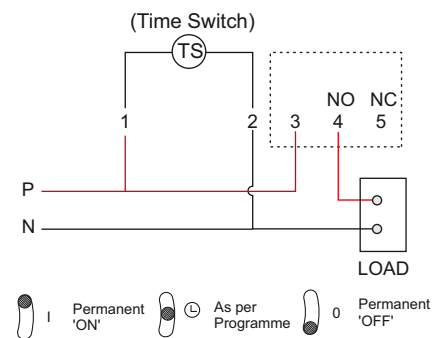 (Time Switch)
TS
NO NC
1 2 3 4 5
P
N
LOAD
I Permanent 'ON'
As per Programme
0 Permanent 'OFF'